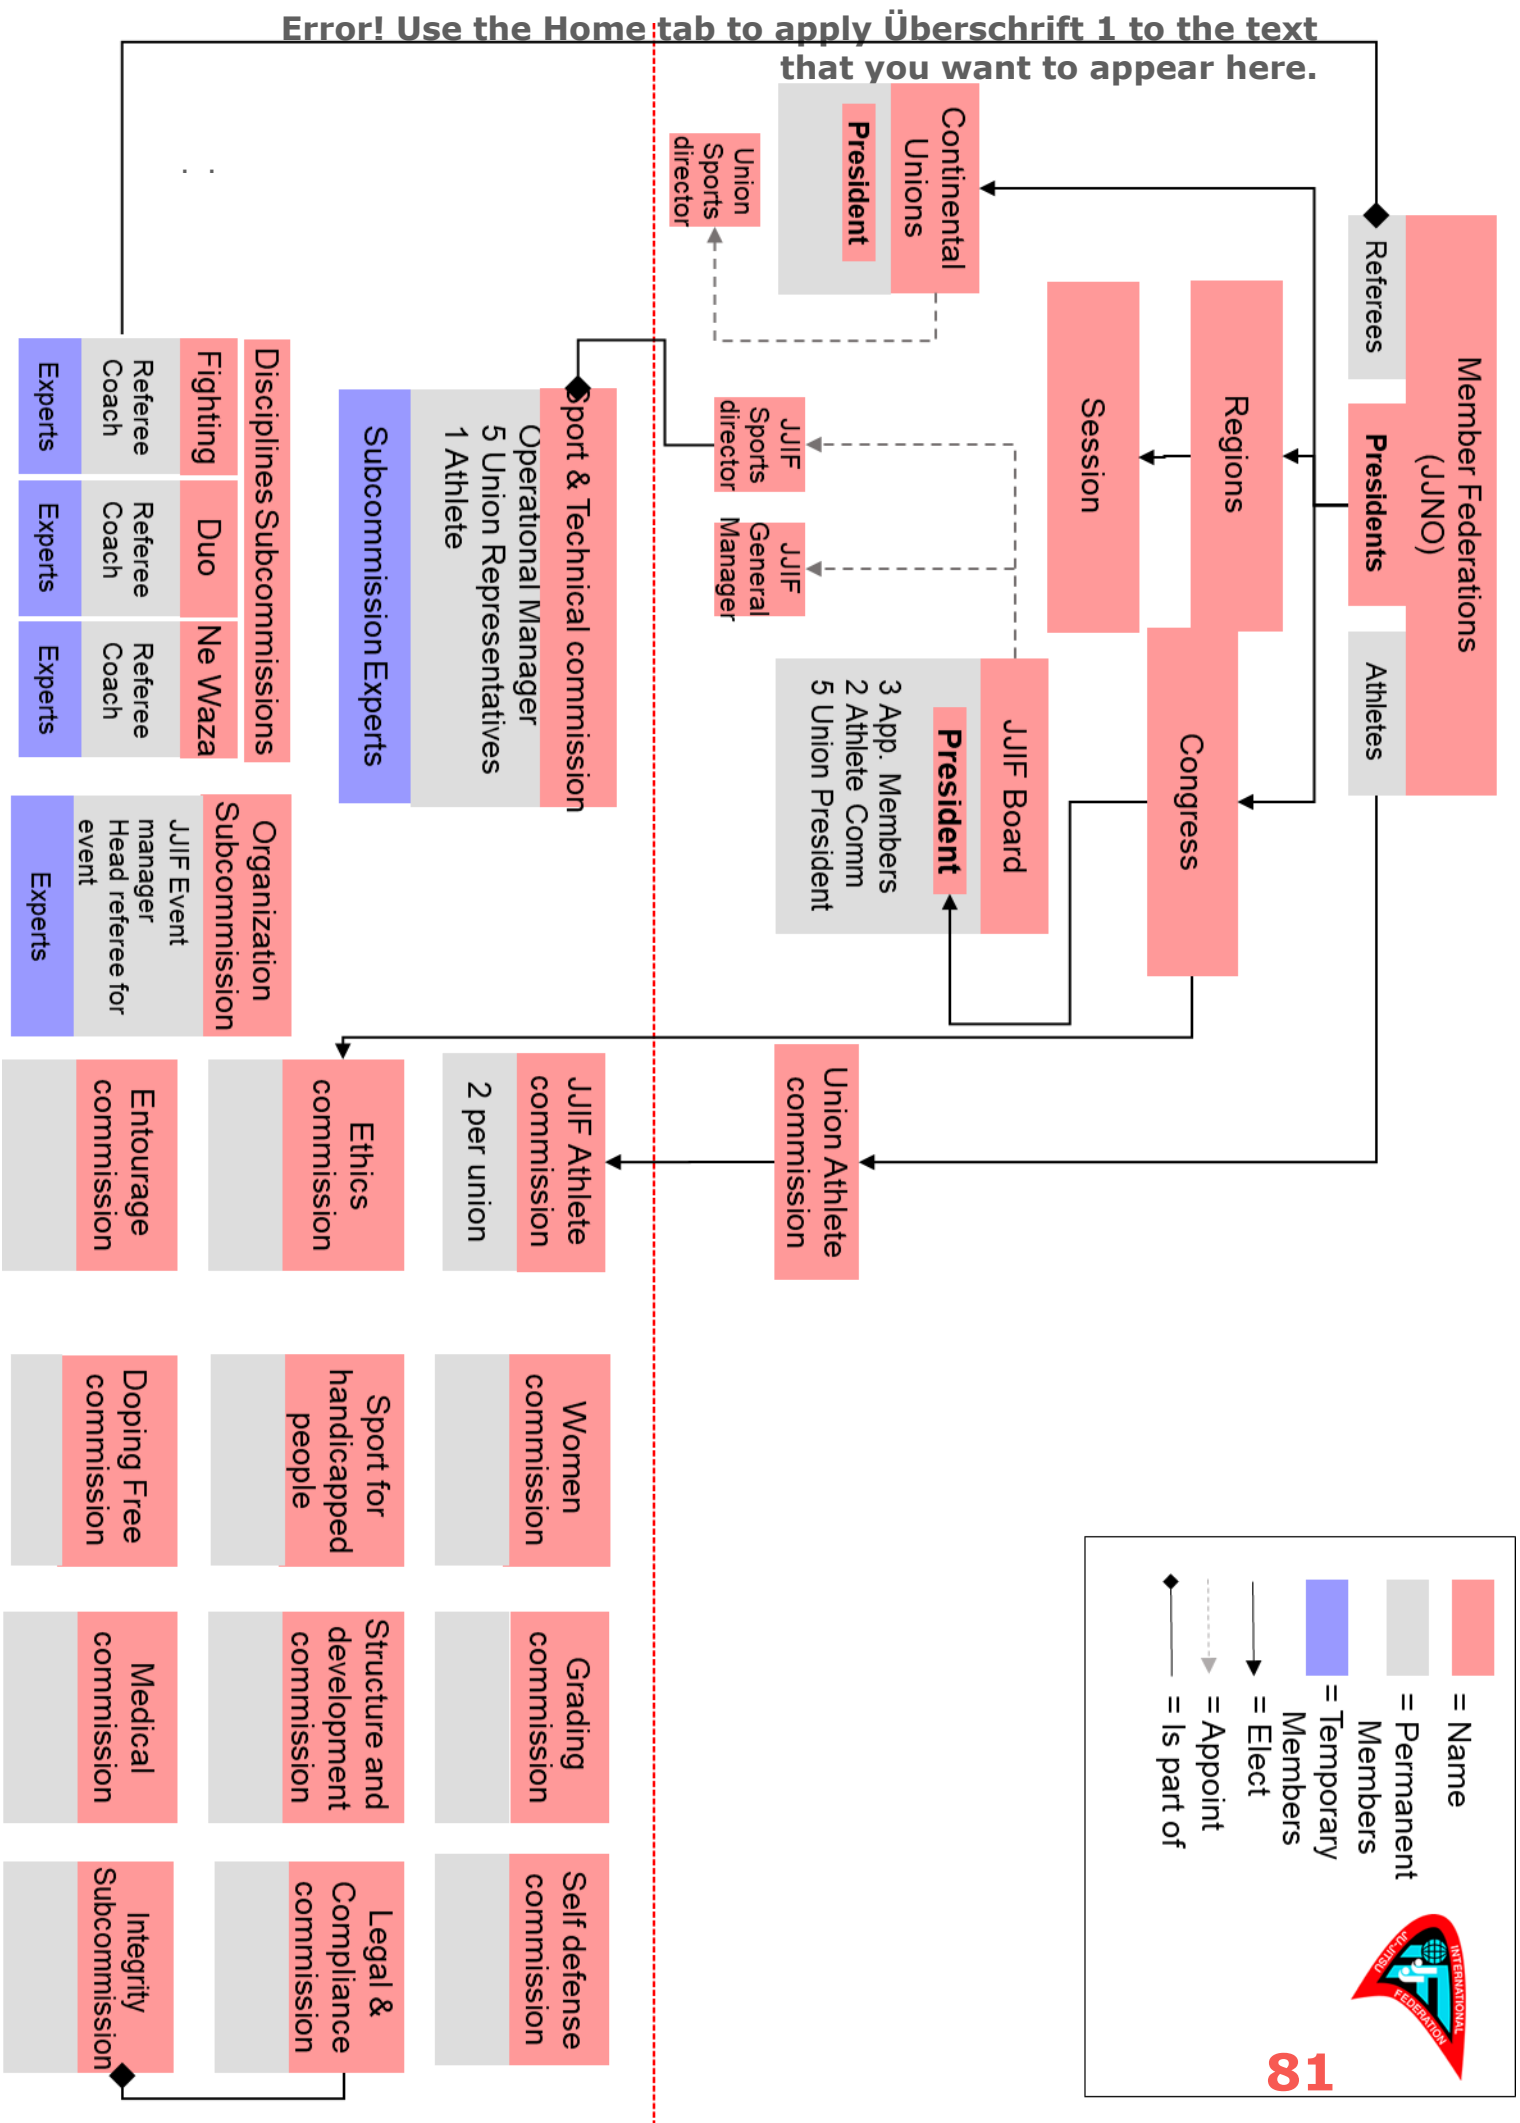 Error! Use the Home tab to apply Überschrift 1 to the text
that you want to appear here.
Member Federations
(JJNO)
Referees
Presidents
Athletes
Regions
Session
Congress
Continental
Unions
President
Union
Sports
director
JJIF
Sports
director
JJIF
General
Manager
JJIF Board
President
3 App. Members
2 Athlete Comm
5 Union President
Union Athlete
commission
Sport & Technical commission
Operational Manager
5 Union Representatives
1 Athlete
Subcommission Experts
Disciplines Subcommissions
Fighting
Referee
Coach
Experts
Duo
Referee
Coach
Experts
Ne Waza
Referee
Coach
Experts
Organization
Subcommission
JJIF Event
manager
Head referee for
event
Experts
JJIF Athlete
commission
2 per union
Ethics
commission
Entourage
commission
Women
commission
Sport for
handicapped
people
Doping Free
commission
Grading
commission
Structure and
development
commission
Medical
commission
Self defense
commission
Legal &
Compliance
commission
Integrity
Subcommission
= Name
= Permanent
Members
= Temporary
Members
= Elect
= Appoint
= Is part of
INTERNATIONAL
JU-JITSU
FEDERATION
81
. .